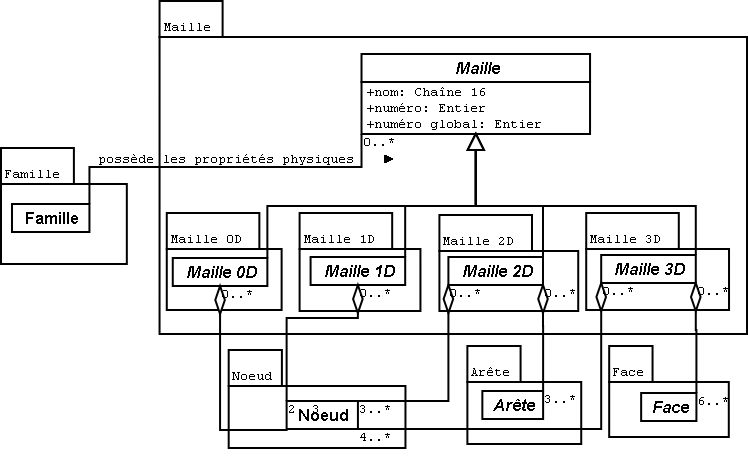 Maille
Maille
+nom: Chaîne 16
+numéro: Entier
+numéro global: Entier
0..*
possède les propriétés physiques
Famille
Famille
Maille 0D
Maille 1D
Maille 2D
Maille 3D
Maille 0D
Maille 1D
Maille 2D
Maille 3D
0..*
0..*
0..*
0..*
0..*
0..*
Noeud
Arête
Face
2
3
Noeud
3..*
4..*
Arête
3..*
Face
6..*